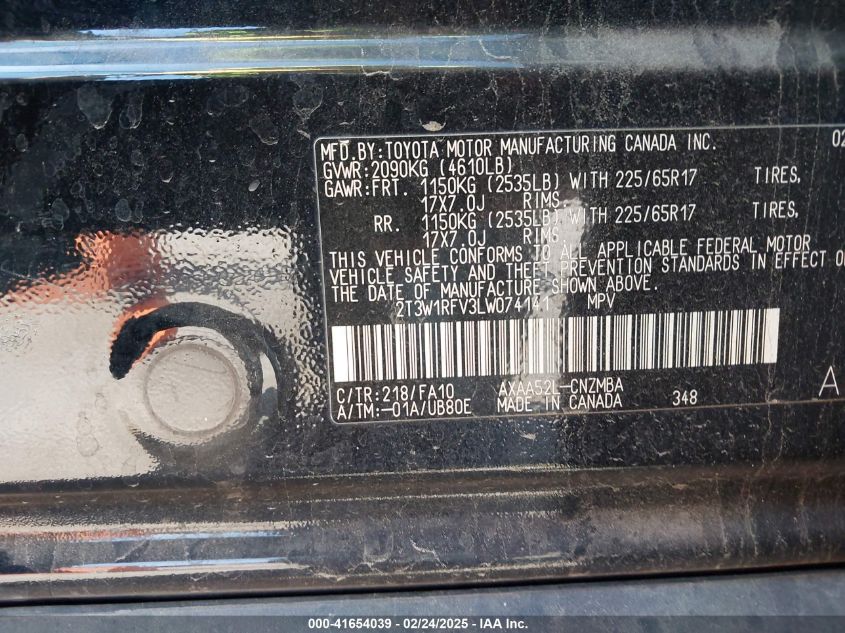 MFD.BY:TOYOTA MOTOR MANUFACTURING CANADA INC. 02
GVWR:2090KG (4610LB)
GAWR:FRT. 1150KG (2535LB) WITH 225/65R17 TIRES,
17X7.0J RIMS
RR. 1150KG (2535LB) WITH 225/65R17 TIRES,
17X7.0J RIMS
THIS VEHICLE CONFORMS TO ALL APPLICABLE FEDERAL MOTOR
VEHICLE SAFETY AND THEFT PREVENTION STANDARDS IN EFFECT O
THE DATE OF MANUFACTURE SHOWN ABOVE.
2T3W1RFV3LW074141 MPV
C/TR:218/FA10 AXAA52L-CNZMBA A
A/TM:-01A/UB80E MADE IN CANADA 348
000-41654039 / 02/24/2025 / Copyright © IAA, Inc.